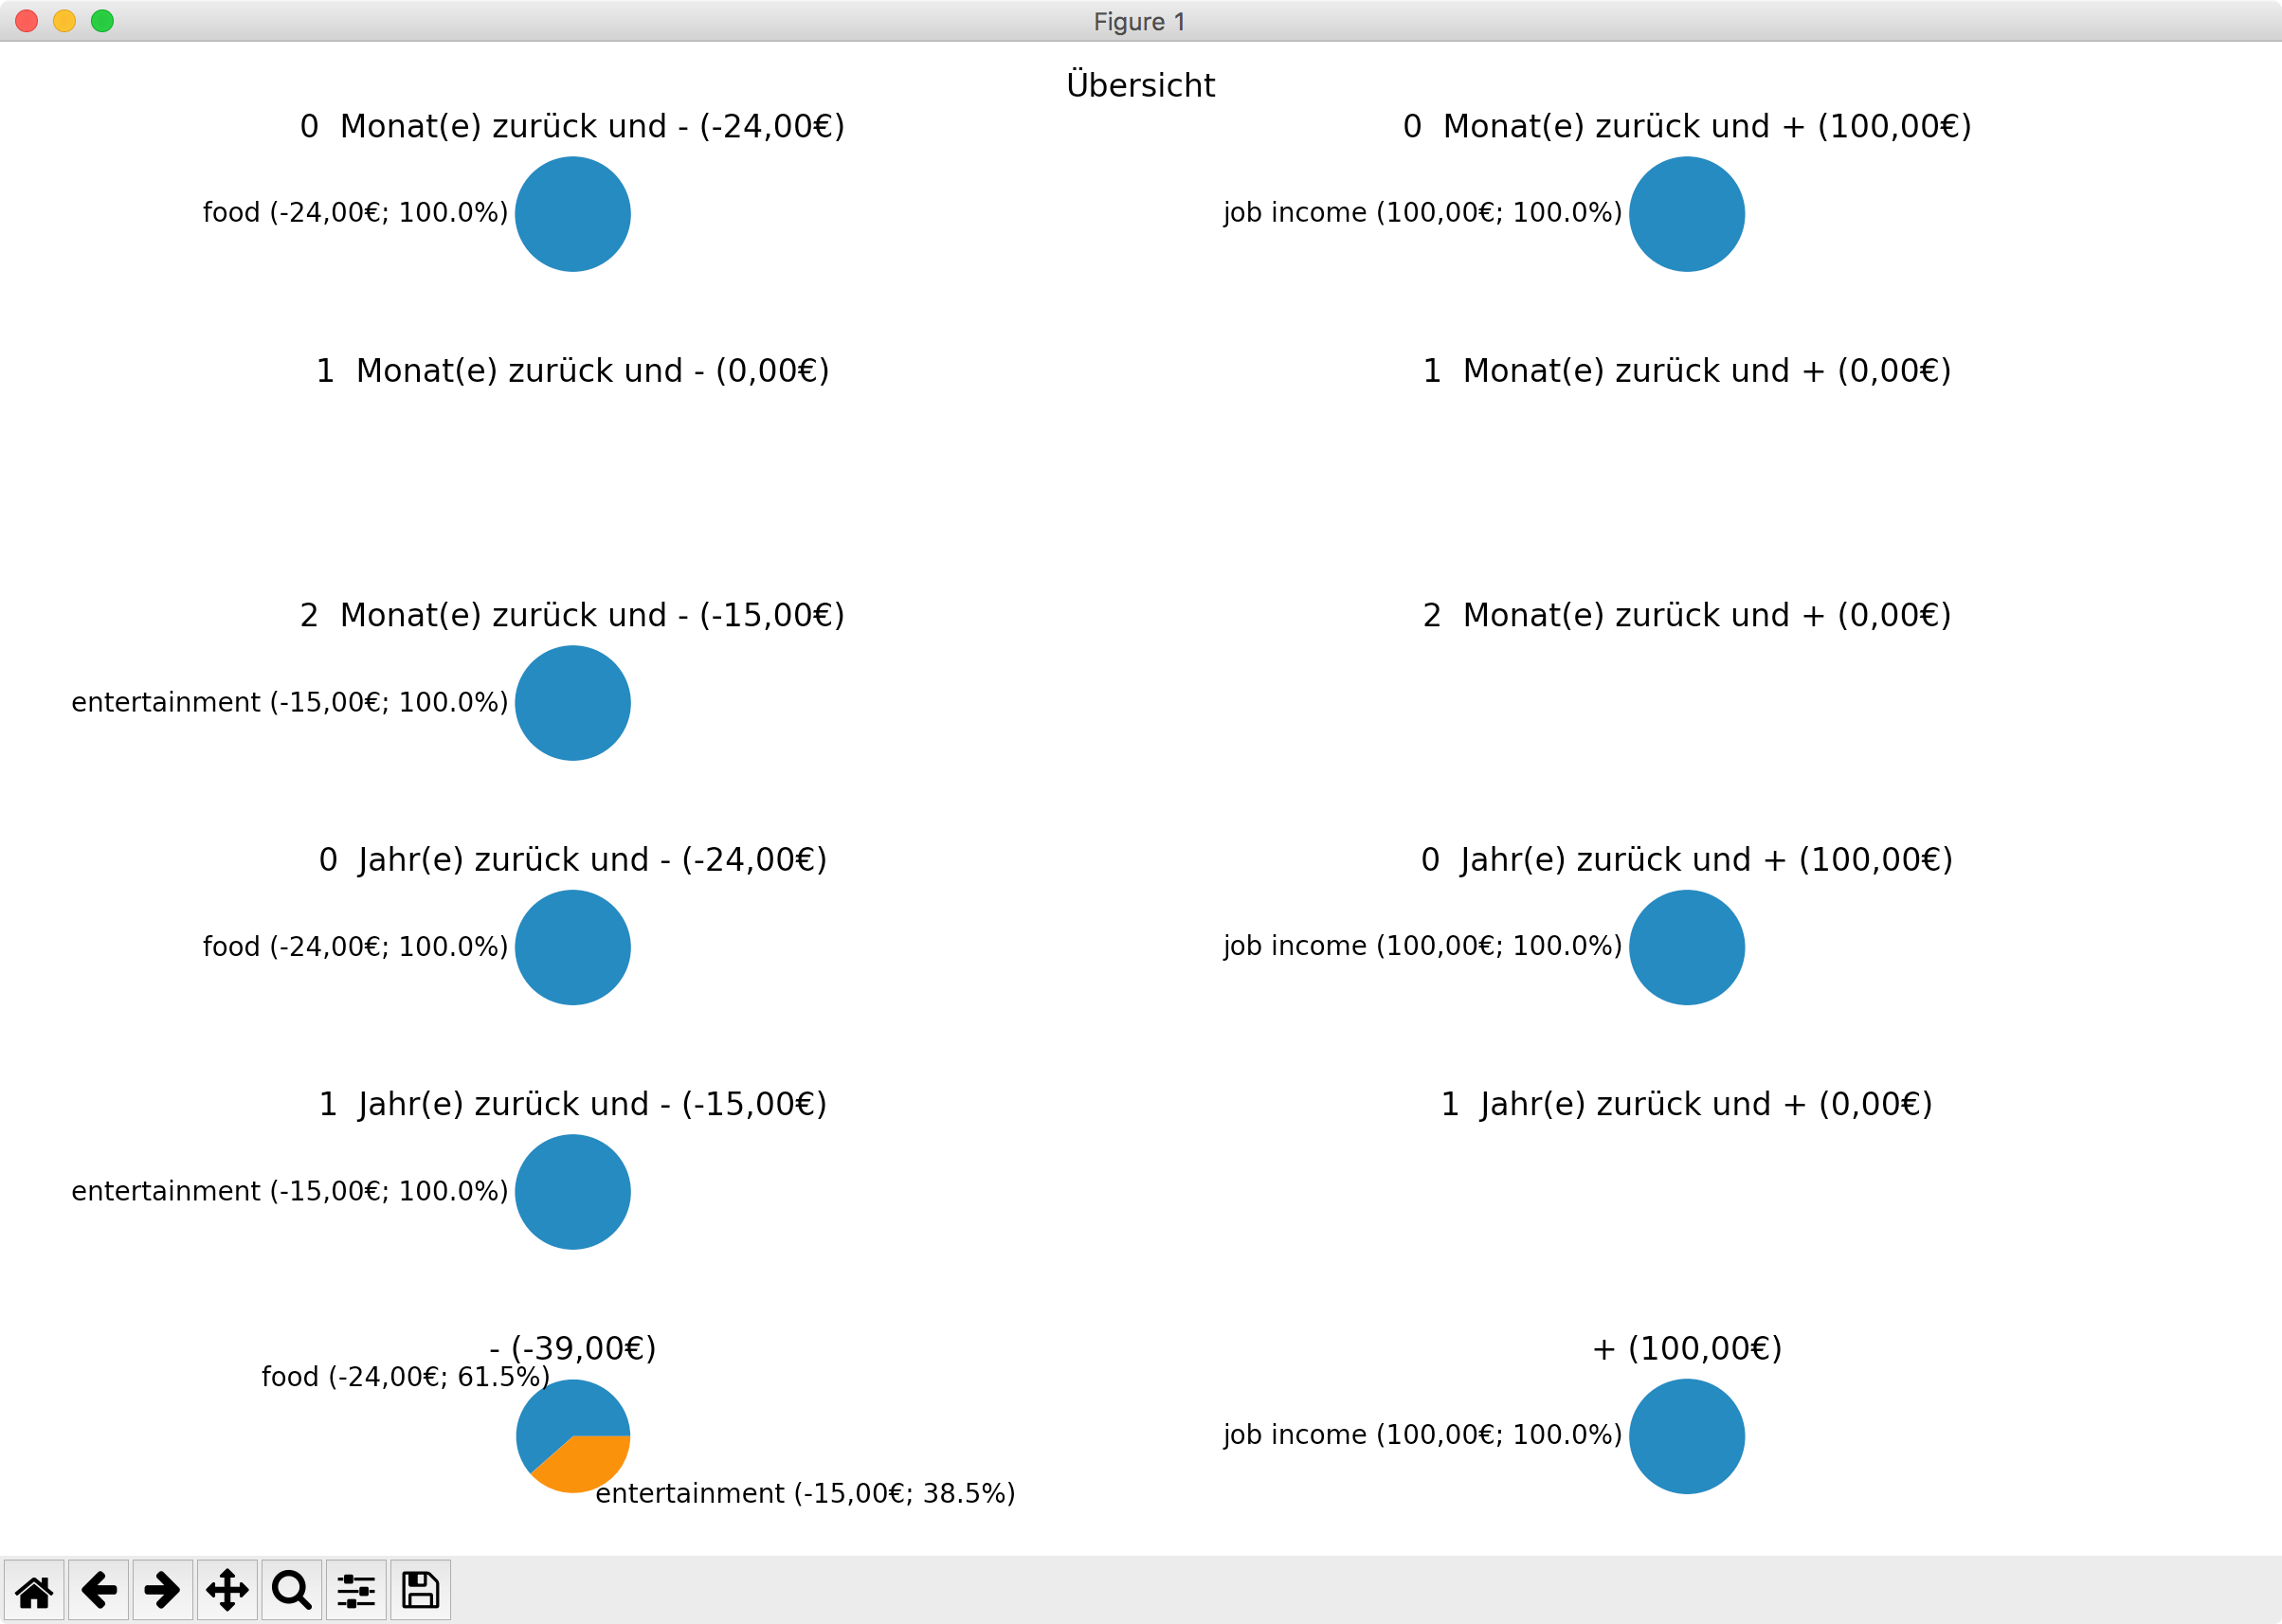 Figure 1
Übersicht
0  Monat(e) zurück und - (-24,00€)
0  Monat(e) zurück und + (100,00€)
food (-24,00€; 100.0%)
job income (100,00€; 100.0%)
1  Monat(e) zurück und - (0,00€)
1  Monat(e) zurück und + (0,00€)
2  Monat(e) zurück und - (-15,00€)
2  Monat(e) zurück und + (0,00€)
entertainment (-15,00€; 100.0%)
0  Jahr(e) zurück und - (-24,00€)
0  Jahr(e) zurück und + (100,00€)
food (-24,00€; 100.0%)
job income (100,00€; 100.0%)
1  Jahr(e) zurück und - (-15,00€)
1  Jahr(e) zurück und + (0,00€)
entertainment (-15,00€; 100.0%)
- (-39,00€)
+ (100,00€)
food (-24,00€; 61.5%)
job income (100,00€; 100.0%)
entertainment (-15,00€; 38.5%)